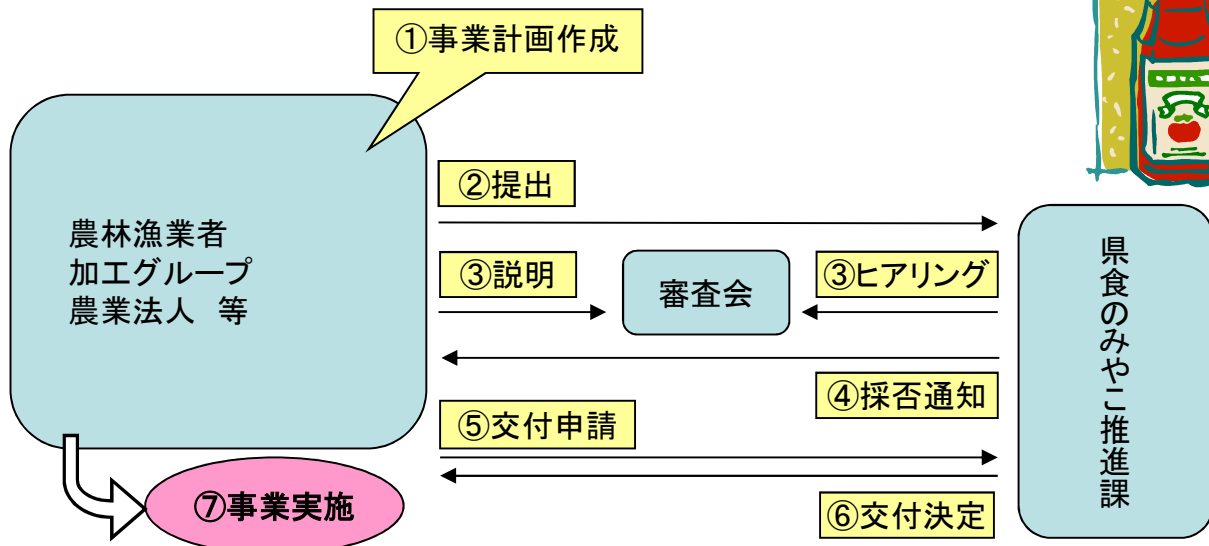 ①事業計画作成
②提出
農林漁業者
加工グループ
農業法人 等
③説明
審査会
③ヒアリング
県食のみやこ推進課
④採否通知
⑤交付申請
⑦事業実施
⑥交付決定